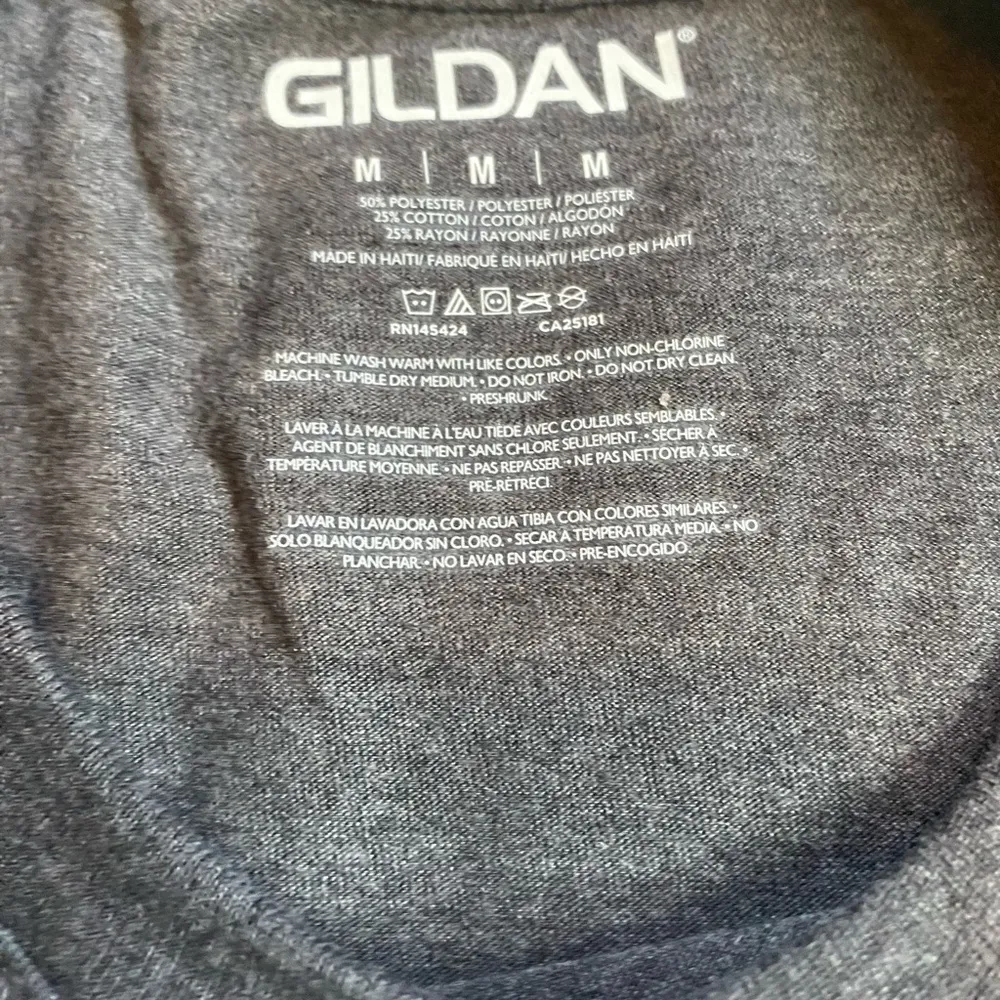 GILDAN®
M | M | M
50% POLYESTER / POLYESTER / POLIÉSTER
25% COTTON / COTON / ALGODÓN
25% RAYON / RAYONNE / RAYÓN
MADE IN HAITI/ FABRIQUÉ EN HAITI/ HECHO EN HAITÍ
RN145424 CA25181
MACHINE WASH WARM WITH LIKE COLORS. • ONLY NON-CHLORINE
BLEACH. • TUMBLE DRY MEDIUM. • DO NOT IRON. • DO NOT DRY CLEAN.
• PRESHRUNK.
LAVER À LA MACHINE À L'EAU TIÈDE AVEC COULEURS SEMBLABLES. •
AGENT DE BLANCHIMENT SANS CHLORE SEULEMENT. • SÉCHER À
TEMPÉRATURE MOYENNE. • NE PAS REPASSER. • NE PAS NETTOYER À SEC. •
PRÉ-RÉTRÉCI.
LAVAR EN LAVADORA CON AGUA TIBIA CON COLORES SIMILARES. •
SOLO BLANQUEADOR SIN CLORO. • SECAR A TEMPERATURA MEDIA. • NO
PLANCHAR. • NO LAVAR EN SECO. • PRE-ENCOGIDO.